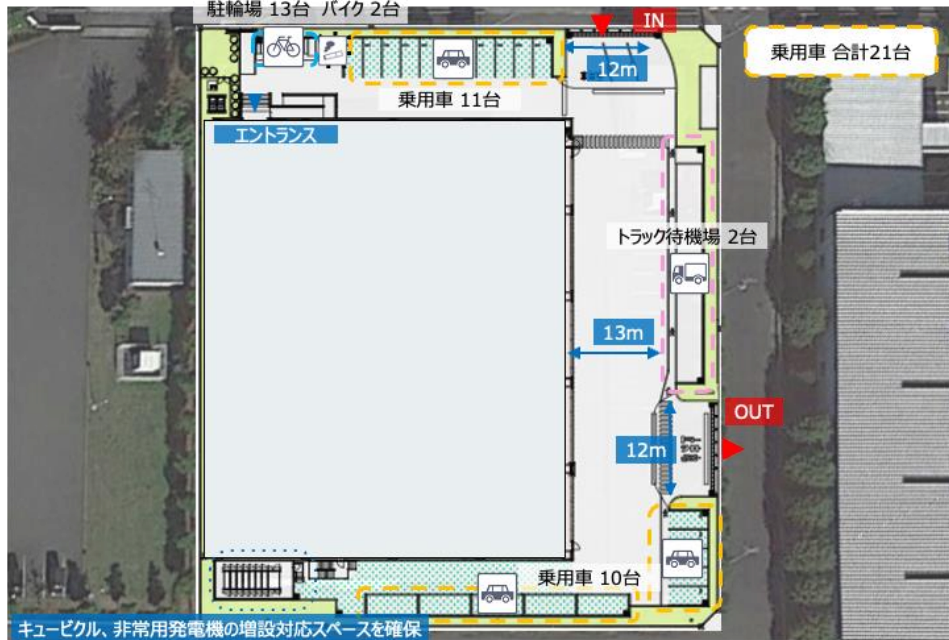 駐輪場 13台 バイク 2台
IN
乗用車 合計21台
12m
乗用車 11台
エントランス
トラック待機場 2台
13m
OUT
12m
乗用車 10台
キュービクル、非常用発電機の増設対応スペースを確保